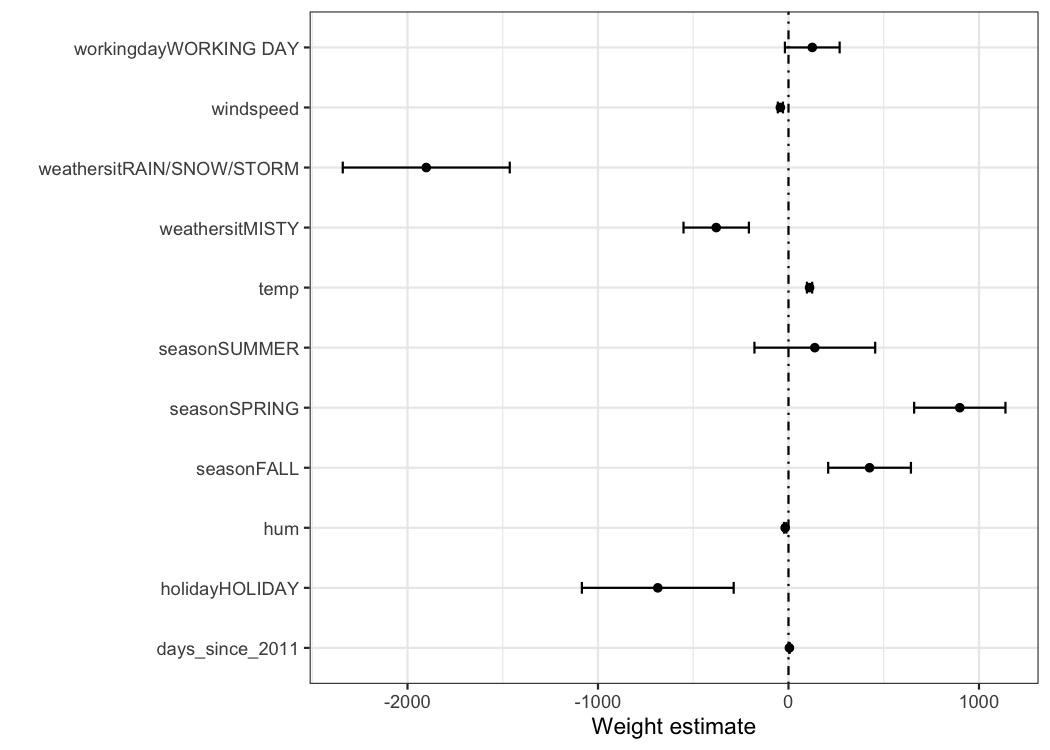 workingdayWORKING DAY
windspeed
weathersitRAIN/SNOW/STORM
weathersitMISTY
temp
seasonSUMMER
seasonSPRING
seasonFALL
hum
holidayHOLIDAY
days_since_2011
-2000 -1000 0 1000
Weight estimate